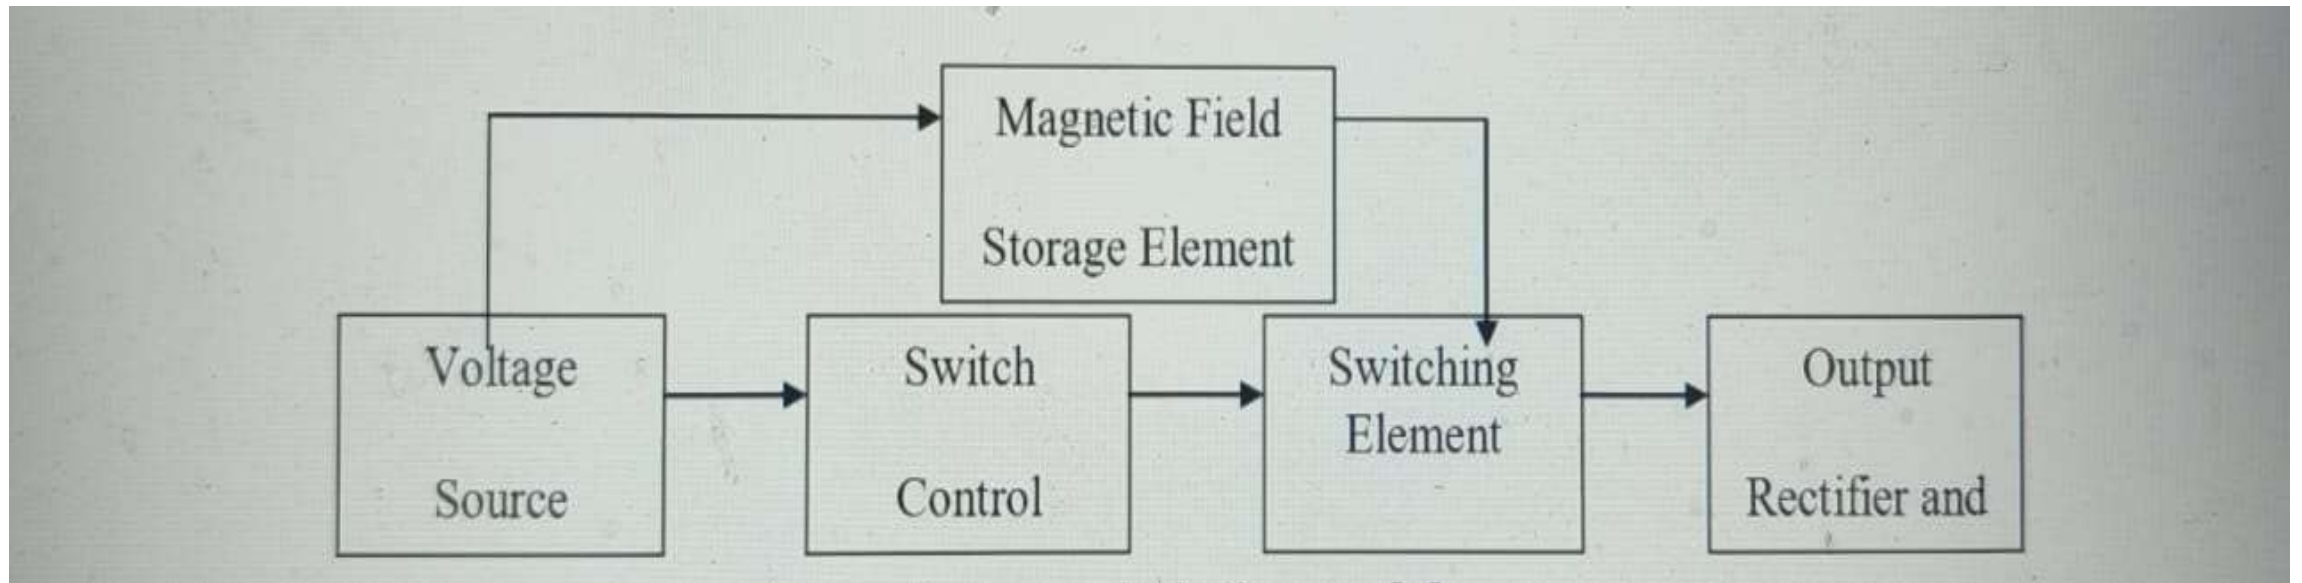 Magnetic Field
Storage Element
Voltage
Source
Switch
Control
Switching
Element
Output
Rectifier and